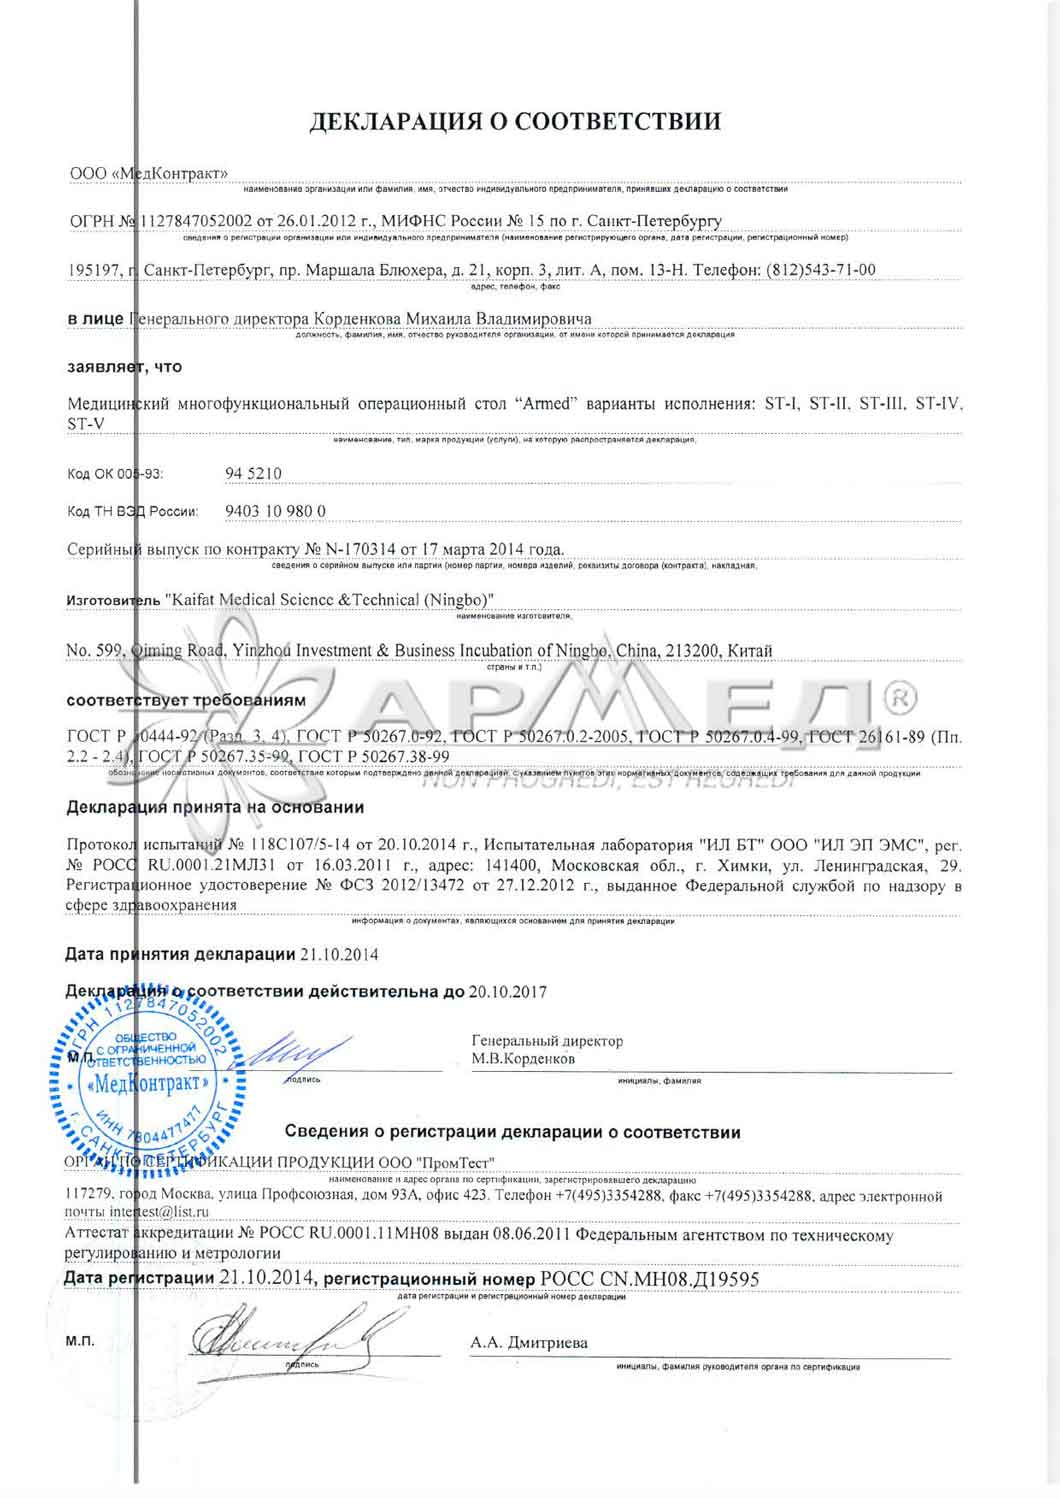 ДЕКЛАРАЦИЯ О СООТВЕТСТВИИ
ООО «МедКонтракт»
наименование организации или фамилия, имя, отчество индивидуального предпринимателя, принявших декларацию о соответствии
ОГРН № 1127847052002 от 26.01.2012 г., МИФНС России № 15 по г. Санкт-Петербургу
сведения о регистрации организации или индивидуального предпринимателя (наименование регистрирующего органа, дата регистрации, регистрационный номер)
195197, г. Санкт-Петербург, пр. Маршала Блюхера, д. 21, корп. 3, лит. А, пом. 13-Н. Телефон: (812)543-71-00
адрес, телефон, факс
в лице Генерального директора Корденкова Михаила Владимировича
должность, фамилия, имя, отчество руководителя организации, от имени которой принимается декларация
заявляет, что
Медицинский многофункциональный операционный стол “Armed” варианты исполнения: ST-I, ST-II, ST-III, ST-IV,
ST-V
наименование, тип, марка продукции (услуги), на которую распространяется декларация,
Код ОК 005-93: 94 5210
Код ТН ВЭД России: 9403 10 980 0
Серийный выпуск по контракту № N-170314 от 17 марта 2014 года.
сведения о серийном выпуске или партии (номер партии, номера изделий, реквизиты договора (контракта), накладная,
Изготовитель "Kaifat Medical Science &Technical (Ningbo)"
наименование изготовителя,
No. 599, Qiming Road, Yinzhou Investment & Business Incubation of Ningbo, China, 213200, Китай
страны и т.п.)
соответствует требованиям
АРМЕД®
ГОСТ Р 20444-92 (Разд. 3, 4), ГОСТ Р 50267.0-92, ГОСТ Р 50267.0.2-2005, ГОСТ Р 50267.0.4-99, ГОСТ 26161-89 (Пп.
2.2 - 2.4), ГОСТ Р 50267.35-99, ГОСТ Р 50267.38-99
обозначение нормативных документов, соответствие которым подтверждено данной декларацией, с указанием пунктов этих нормативных документов, содержащих требования для данной продукции
NON PROGREDI, EST REGREDI
Декларация принята на основании
Протокол испытаний № 118С107/5-14 от 20.10.2014 г., Испытательная лаборатория "ИЛ БТ" ООО "ИЛ ЭП ЭМС", рег.
№ РОСС RU.0001.21МЛ31 от 16.03.2011 г., адрес: 141400, Московская обл., г. Химки, ул. Ленинградская, 29.
Регистрационное удостоверение № ФСЗ 2012/13472 от 27.12.2012 г., выданное Федеральной службой по надзору в
сфере здравоохранения
информация о документах, являющихся основанием для принятия декларации
Дата принятия декларации 21.10.2014
Декларация о соответствии действительна до 20.10.2017
ОГРН 1127847052002
ОБЩЕСТВО
С ОГРАНИЧЕННОЙ
ОТВЕТСТВЕННОСТЬЮ
«МедКонтракт»
ИНН 7804477477
г. САНКТ-ПЕТЕРБУРГ
М.П.
подпись
Генеральный директор
М.В.Корденков
инициалы, фамилия
Сведения о регистрации декларации о соответствии
ОРГАН ПО СЕРТИФИКАЦИИ ПРОДУКЦИИ ООО "ПромТест"
наименование и адрес органа по сертификации, зарегистрировавшего декларацию
117279, город Москва, улица Профсоюзная, дом 93А, офис 423. Телефон +7(495)3354288, факс +7(495)3354288, адрес электронной
почты intertest@list.ru
Аттестат аккредитации № РОСС RU.0001.11МН08 выдан 08.06.2011 Федеральным агентством по техническому
регулированию и метрологии
Дата регистрации 21.10.2014, регистрационный номер РОСС CN.МН08.Д19595
дата регистрации и регистрационный номер декларации
М.П.
подпись
А.А. Дмитриева
инициалы, фамилия руководителя органа по сертификации